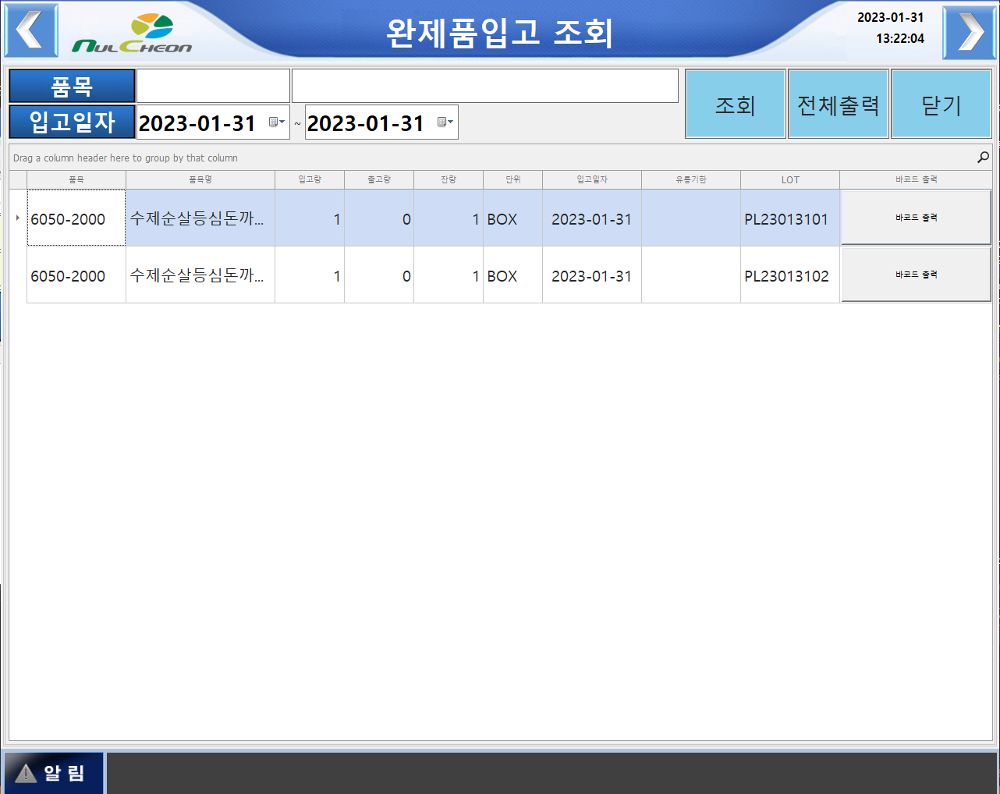 NULCHEON
완제품입고 조회
2023-01-31
13:22:04
품목
입고일자 2023-01-31 ~ 2023-01-31
조회 전체출력 닫기
Drag a column header here to group by that column
품목 품목명 입고량 출고량 잔량 단위 입고일자 유통기한 LOT 바코드 출력
6050-2000 수제순살등심돈까... 1 0 1 BOX 2023-01-31 PL23013101 바코드 출력
6050-2000 수제순살등심돈까... 1 0 1 BOX 2023-01-31 PL23013102 바코드 출력
알 림